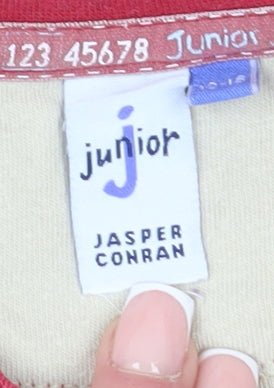 123 45678 Junior
j
junior
JASPER
CONRAN